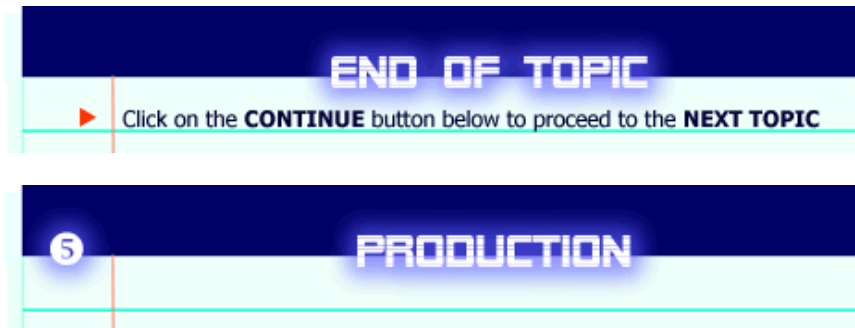 END OF TOPIC
Click on the CONTINUE button below to proceed to the NEXT TOPIC
5 PRODUCTION